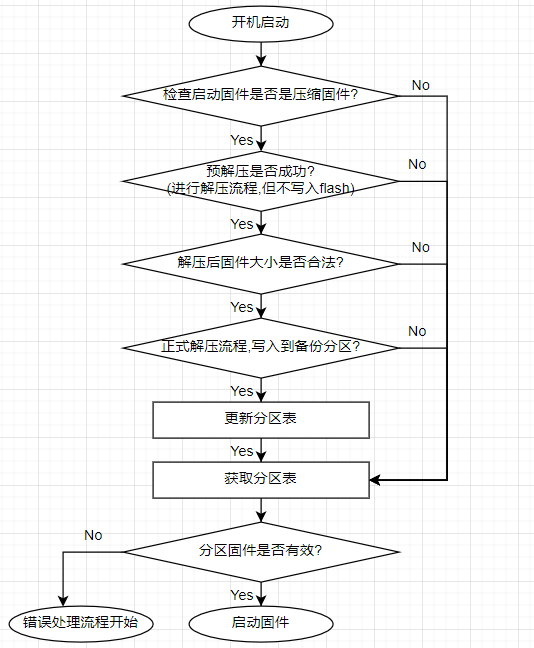 开机启动
检查启动固件是否是压缩固件?
No
Yes
预解压是否成功?
(进行解压流程,但不写入flash)
No
Yes
解压后固件大小是否合法?
No
Yes
正式解压流程,写入到备份分区?
No
Yes
更新分区表
Yes
获取分区表
分区固件是否有效?
No
Yes
错误处理流程开始
启动固件